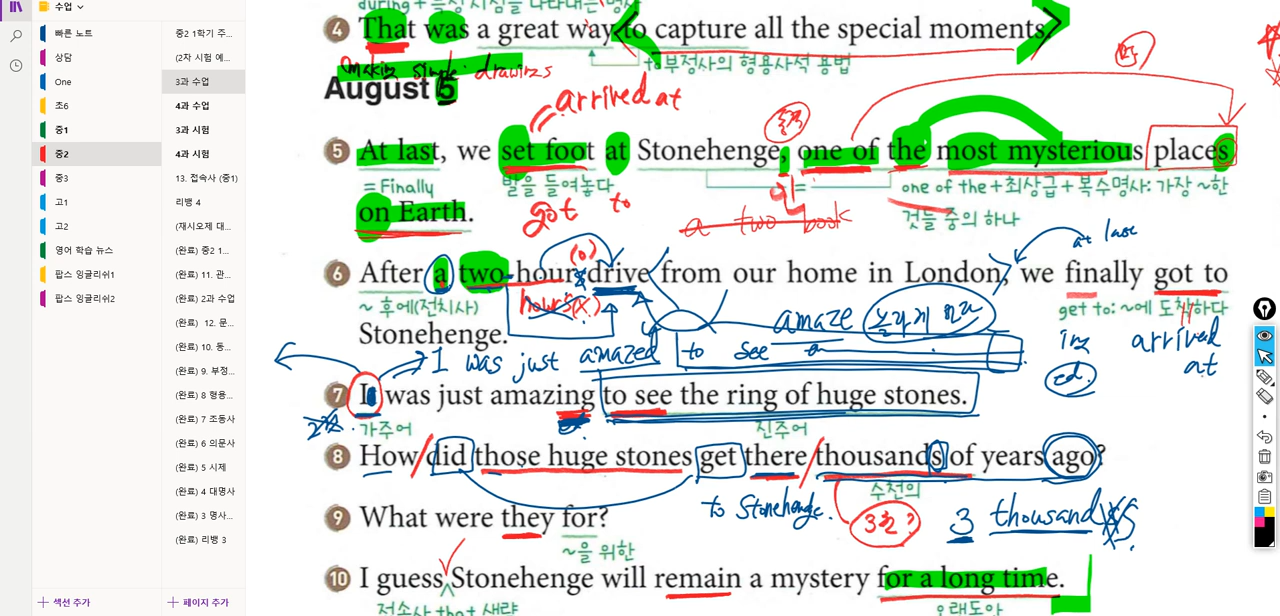 수업
빠른 노트
상담
One
초6
중1
중2
중3
고1
고2
영어 학습 뉴스
팝스 잉글리쉬1
팝스 잉글리쉬2
섹션 추가
중2 1학기 주...
(2차 시험 예...
3과 수업
4과 수업
3과 시험
4과 시험
13. 접속사 (중1)
리뱅 4
(재시오제 대...
(완료) 중2 1...
(완료) 11. 관...
(완료) 2과 수업
(완료) 12. 문...
(완료) 10. 동...
(완료) 9. 부정...
(완료) 8 형용...
(완료) 7 조동사
(완료) 6 의문사
(완료) 5 시제
(완료) 4 대명사
(완료) 3 명사...
(완료) 리뱅 3
페이지 추가
4 That was a great way to capture all the special moments.
to부정사의 형용사적 용법
making simple drawings
August 5
arrived at
5 At last, we set foot at Stonehenge, one of the most mysterious places
= Finally
발을 들여놓다
one of the+최상급+복수명사: 가장 ~한
것들 중의 하나
on Earth.
got to
a two book
at last
6 After a two-hour drive from our home in London, we finally got to
~ 후에(전치사)
hours(x)
get to: ~에 도착하다
Stonehenge.
amaze
ing
ed
arrived at
I was just amazed to see
7 It was just amazing to see the ring of huge stones.
가주어
진주어
8 How did those huge stones get there thousands of years ago?
수천의
to Stonehenge.
3 thousand
9 What were they for?
~을 위한
10 I guess Stonehenge will remain a mystery for a long time.
접속사 that 생략
오랫동안